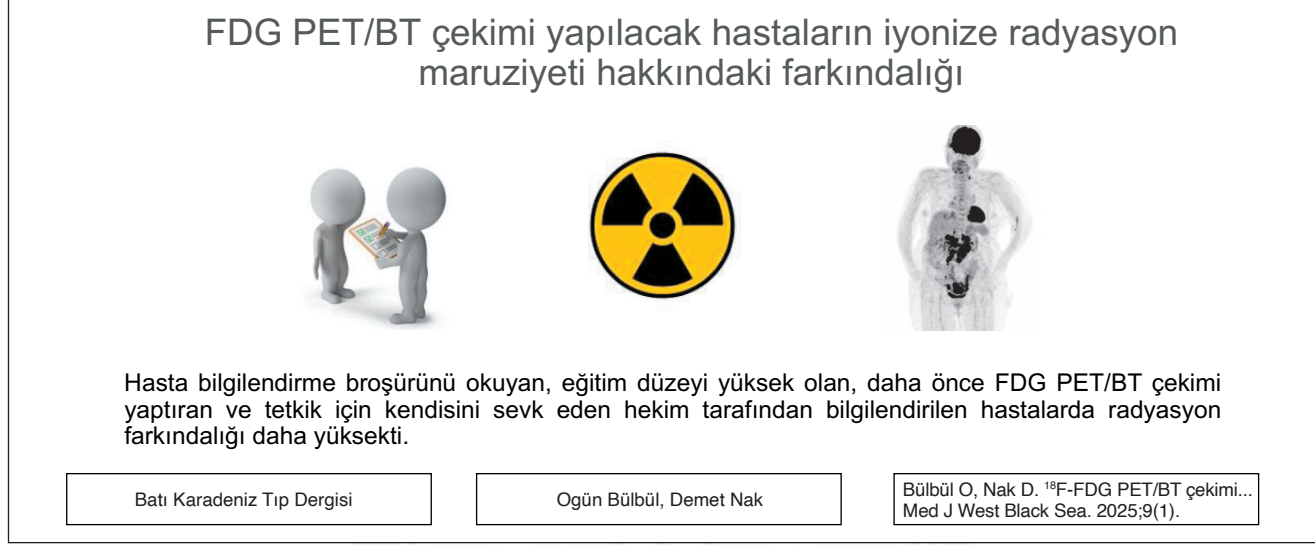 FDG PET/BT çekimi yapılacak hastaların iyonize radyasyon
maruziyeti hakkındaki farkındalığı
Hasta bilgilendirme broşürünü okuyan, eğitim düzeyi yüksek olan, daha önce FDG PET/BT çekimi
yaptıran ve tetkik için kendisini sevk eden hekim tarafından bilgilendirilen hastalarda radyasyon
farkındalığı daha yüksekti.
Batı Karadeniz Tıp Dergisi
Ogün Bülbül, Demet Nak
Bülbül O, Nak D. ¹⁸F-FDG PET/BT çekimi...
Med J West Black Sea. 2025;9(1).